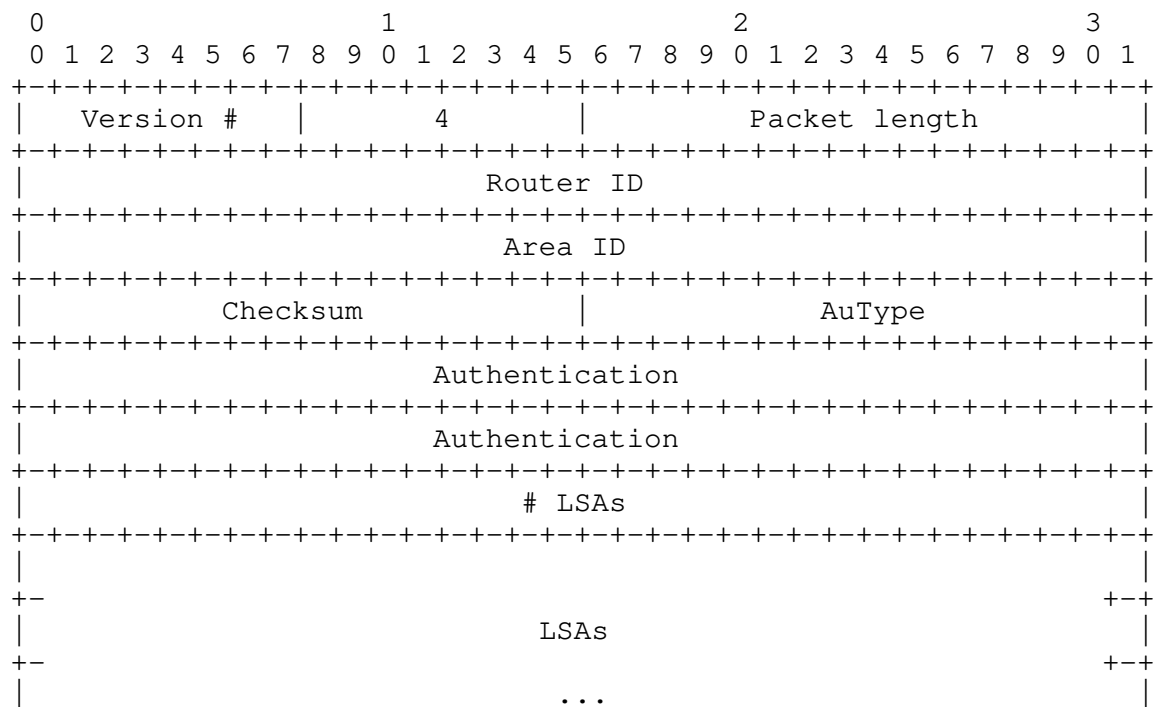 0                   1                   2                   3
 0 1 2 3 4 5 6 7 8 9 0 1 2 3 4 5 6 7 8 9 0 1 2 3 4 5 6 7 8 9 0 1
+-+-+-+-+-+-+-+-+-+-+-+-+-+-+-+-+-+-+-+-+-+-+-+-+-+-+-+-+-+-+-+-+
|   Version #   |       4       |         Packet length         |
+-+-+-+-+-+-+-+-+-+-+-+-+-+-+-+-+-+-+-+-+-+-+-+-+-+-+-+-+-+-+-+-+
|                          Router ID                            |
+-+-+-+-+-+-+-+-+-+-+-+-+-+-+-+-+-+-+-+-+-+-+-+-+-+-+-+-+-+-+-+-+
|                           Area ID                             |
+-+-+-+-+-+-+-+-+-+-+-+-+-+-+-+-+-+-+-+-+-+-+-+-+-+-+-+-+-+-+-+-+
|           Checksum            |             AuType            |
+-+-+-+-+-+-+-+-+-+-+-+-+-+-+-+-+-+-+-+-+-+-+-+-+-+-+-+-+-+-+-+-+
|                       Authentication                          |
+-+-+-+-+-+-+-+-+-+-+-+-+-+-+-+-+-+-+-+-+-+-+-+-+-+-+-+-+-+-+-+-+
|                       Authentication                          |
+-+-+-+-+-+-+-+-+-+-+-+-+-+-+-+-+-+-+-+-+-+-+-+-+-+-+-+-+-+-+-+-+
|                            # LSAs                             |
+-+-+-+-+-+-+-+-+-+-+-+-+-+-+-+-+-+-+-+-+-+-+-+-+-+-+-+-+-+-+-+-+
|                                                               |
+-                                                            +-+
|                             LSAs                              |
+-                                                            +-+
|                              ...                              |